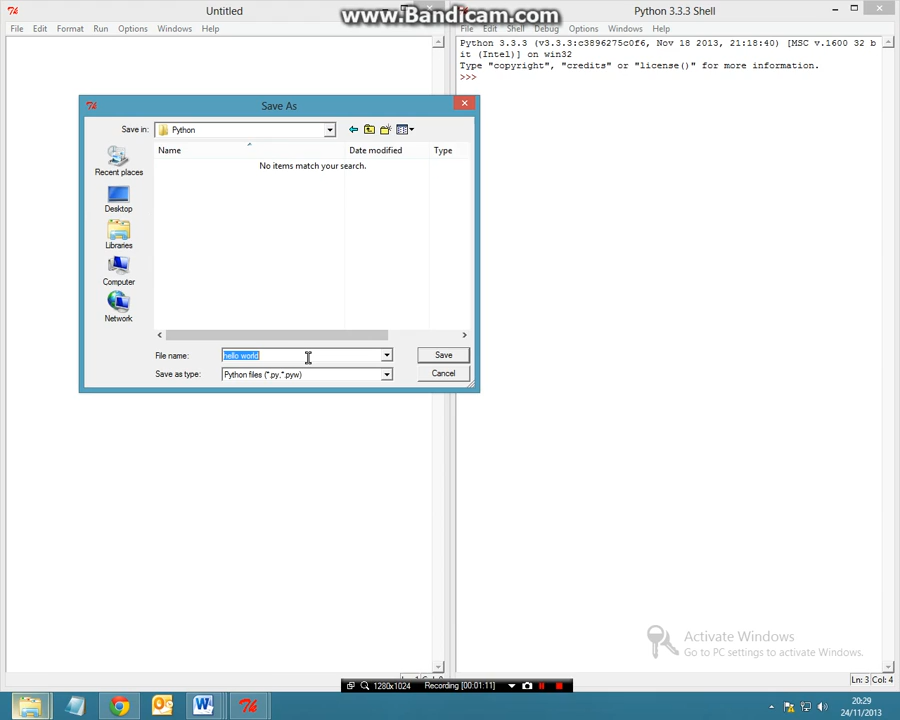 Untitled
www.Bandicam.com
Python 3.3.3 Shell
File Edit Format Run Options Windows Help
File Edit Shell Debug Options Windows Help
Python 3.3.3 (v3.3.3:c3896275c0f6, Nov 18 2013, 21:18:40) [MSC v.1600 32 b
it (Intel)] on win32
Type "copyright", "credits" or "license()" for more information.
>>>
Save As
Save in: Python
Name Date modified Type
No items match your search.
Recent places
Desktop
Libraries
Computer
Network
File name: hello world Save
Save as type: Python files (*.py,*.pyw) Cancel
Activate Windows
Go to PC settings to activate Windows.
Ln: 3 Col: 4
1280x1024 Recording [00:01:11]
20:29
24/11/2013